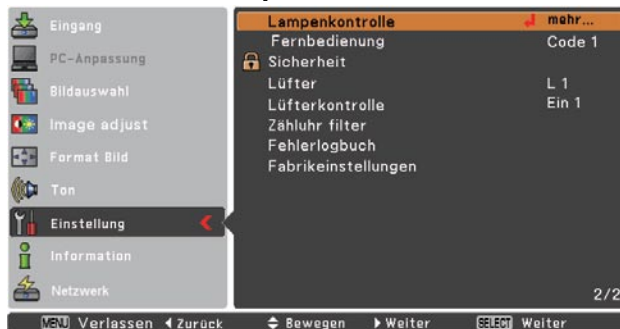 Eingang
PC-Anpassung
Bildauswahl
Image adjust
Format Bild
Ton
Einstellung
Information
Netzwerk
Lampenkontrolle mehr...
Fernbedienung Code 1
Sicherheit
Lüfter L 1
Lüfterkontrolle Ein 1
Zähluhr filter
Fehlerlogbuch
Fabrikeinstellungen
2/2
MENU Verlassen Zurück Bewegen Weiter SELECT Weiter